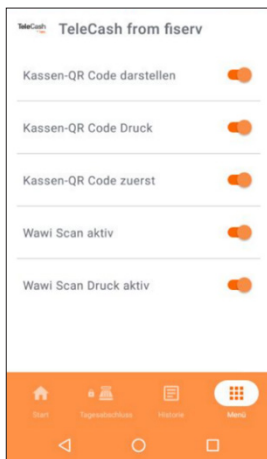 TeleCash TeleCash from fiserv
Kassen-QR Code darstellen
Kassen-QR Code Druck
Kassen-QR Code zuerst
Wawi Scan aktiv
Wawi Scan Druck aktiv
Start Tagesabschluss Historie Menü